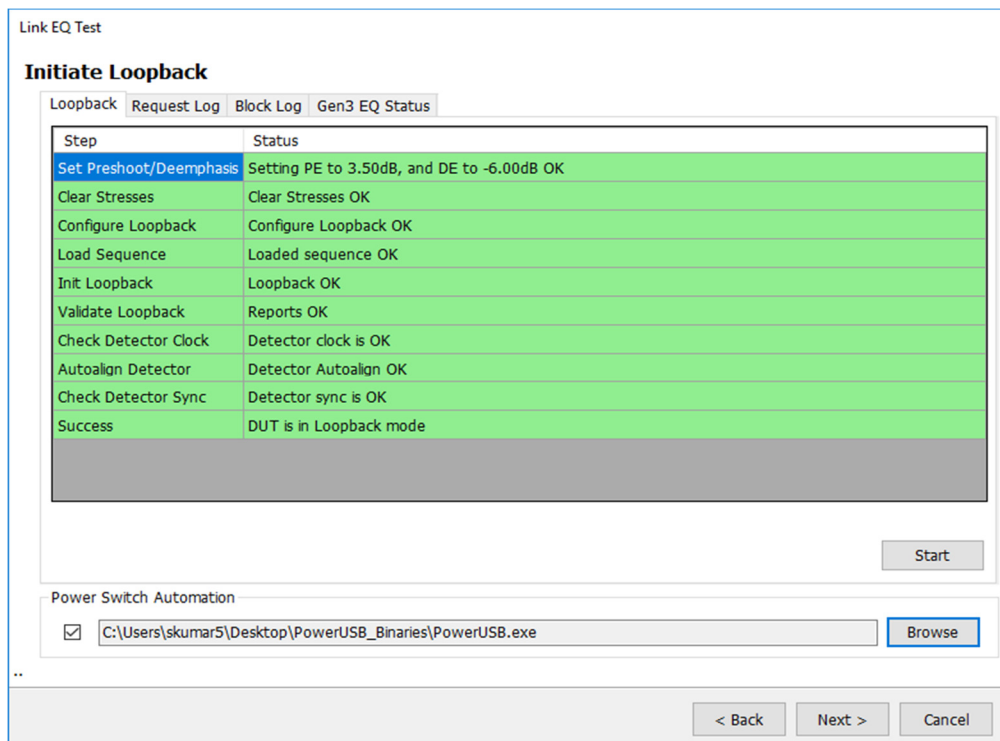 Link EQ Test
Initiate Loopback
Loopback Request Log Block Log Gen3 EQ Status
Step Status
Set Preshoot/Deemphasis Setting PE to 3.50dB, and DE to -6.00dB OK
Clear Stresses Clear Stresses OK
Configure Loopback Configure Loopback OK
Load Sequence Loaded sequence OK
Init Loopback Loopback OK
Validate Loopback Reports OK
Check Detector Clock Detector clock is OK
Autoalign Detector Detector Autoalign OK
Check Detector Sync Detector sync is OK
Success DUT is in Loopback mode
Start
Power Switch Automation
C:\Users\skumar5\Desktop\PowerUSB_Binaries\PowerUSB.exe Browse
..
< Back Next > Cancel